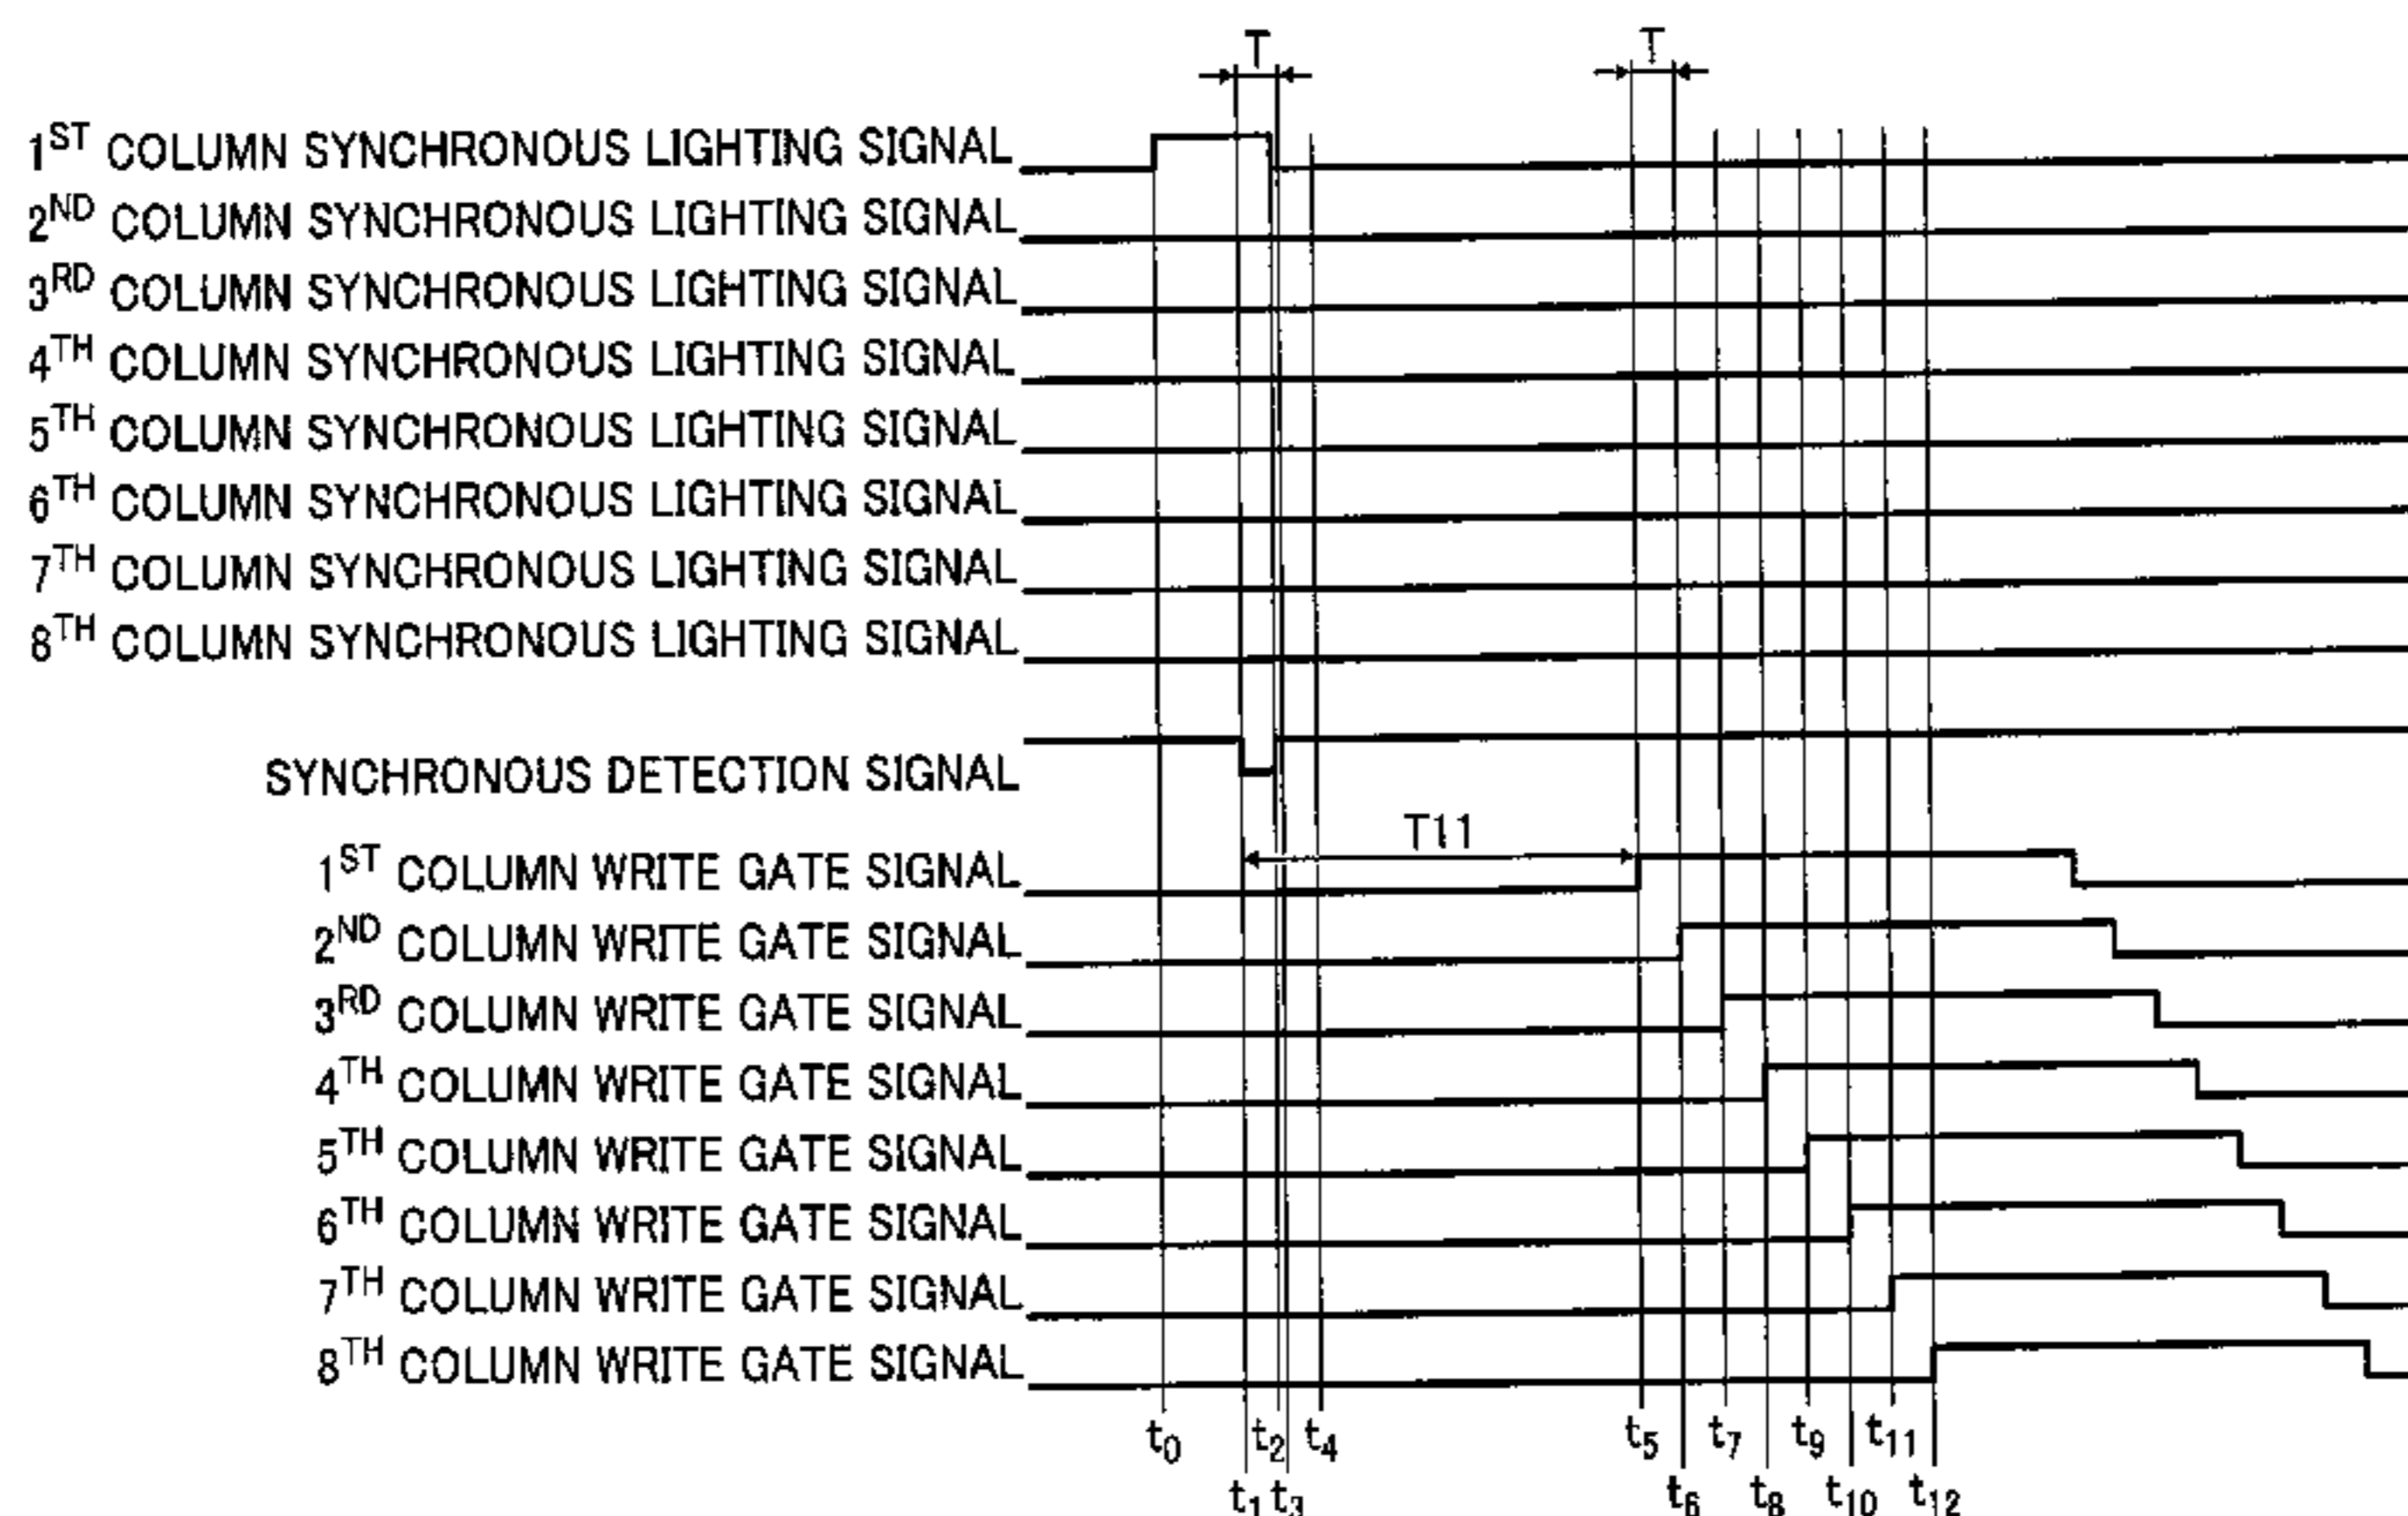 T T
1ST COLUMN SYNCHRONOUS LIGHTING SIGNAL
2ND COLUMN SYNCHRONOUS LIGHTING SIGNAL
3RD COLUMN SYNCHRONOUS LIGHTING SIGNAL
4TH COLUMN SYNCHRONOUS LIGHTING SIGNAL
5TH COLUMN SYNCHRONOUS LIGHTING SIGNAL
6TH COLUMN SYNCHRONOUS LIGHTING SIGNAL
7TH COLUMN SYNCHRONOUS LIGHTING SIGNAL
8TH COLUMN SYNCHRONOUS LIGHTING SIGNAL
SYNCHRONOUS DETECTION SIGNAL
T11
1ST COLUMN WRITE GATE SIGNAL
2ND COLUMN WRITE GATE SIGNAL
3RD COLUMN WRITE GATE SIGNAL
4TH COLUMN WRITE GATE SIGNAL
5TH COLUMN WRITE GATE SIGNAL
6TH COLUMN WRITE GATE SIGNAL
7TH COLUMN WRITE GATE SIGNAL
8TH COLUMN WRITE GATE SIGNAL
t0 t2 t4 t5 t7 t9 t11
t1 t3 t6 t8 t10 t12